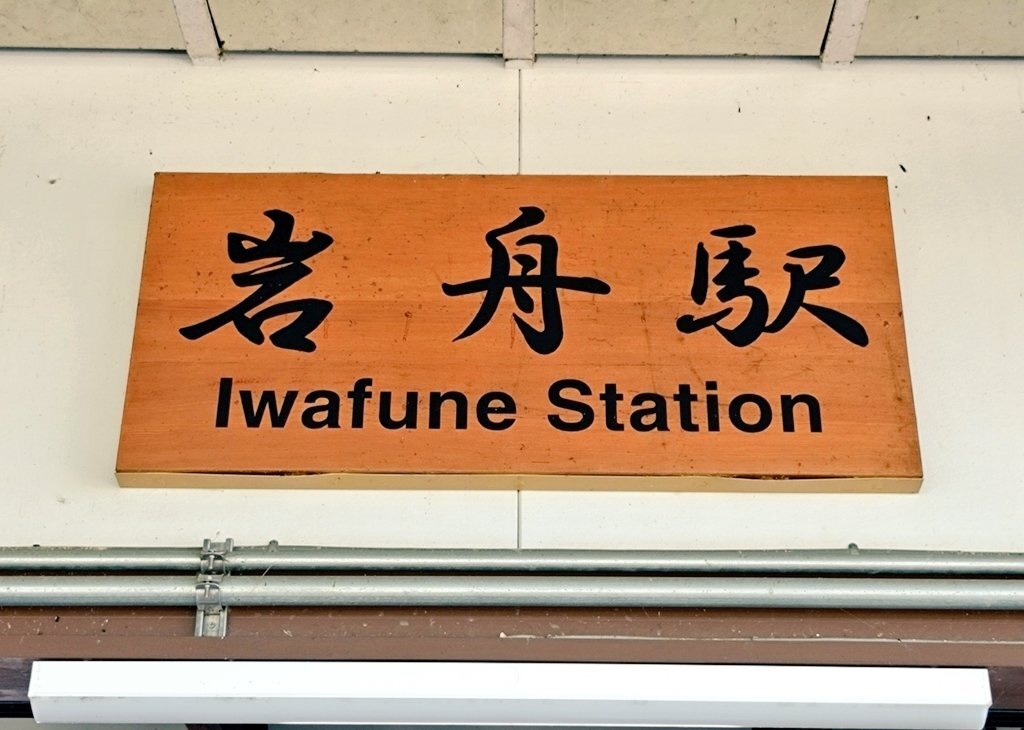 岩舟駅
Iwafune Station